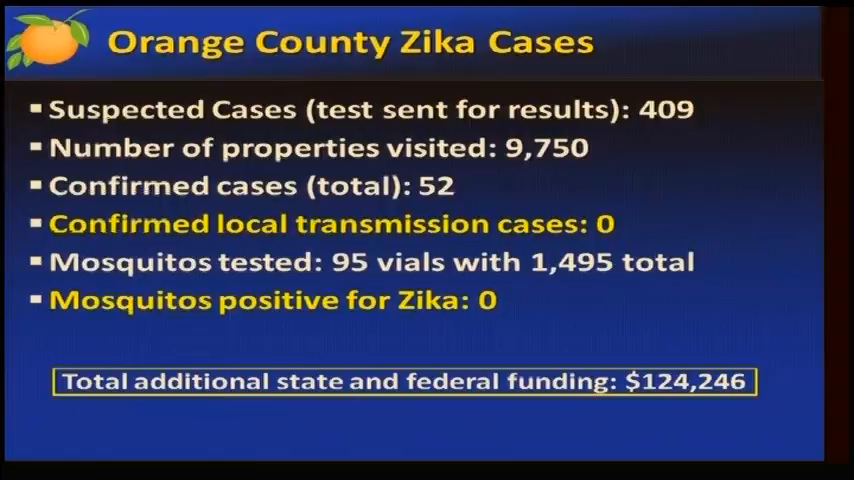 Orange County Zika Cases
▪ Suspected Cases (test sent for results): 409
▪ Number of properties visited: 9,750
▪ Confirmed cases (total): 52
▪ Confirmed local transmission cases: 0
▪ Mosquitos tested: 95 vials with 1,495 total
▪ Mosquitos positive for Zika: 0
Total additional state and federal funding: $124,246